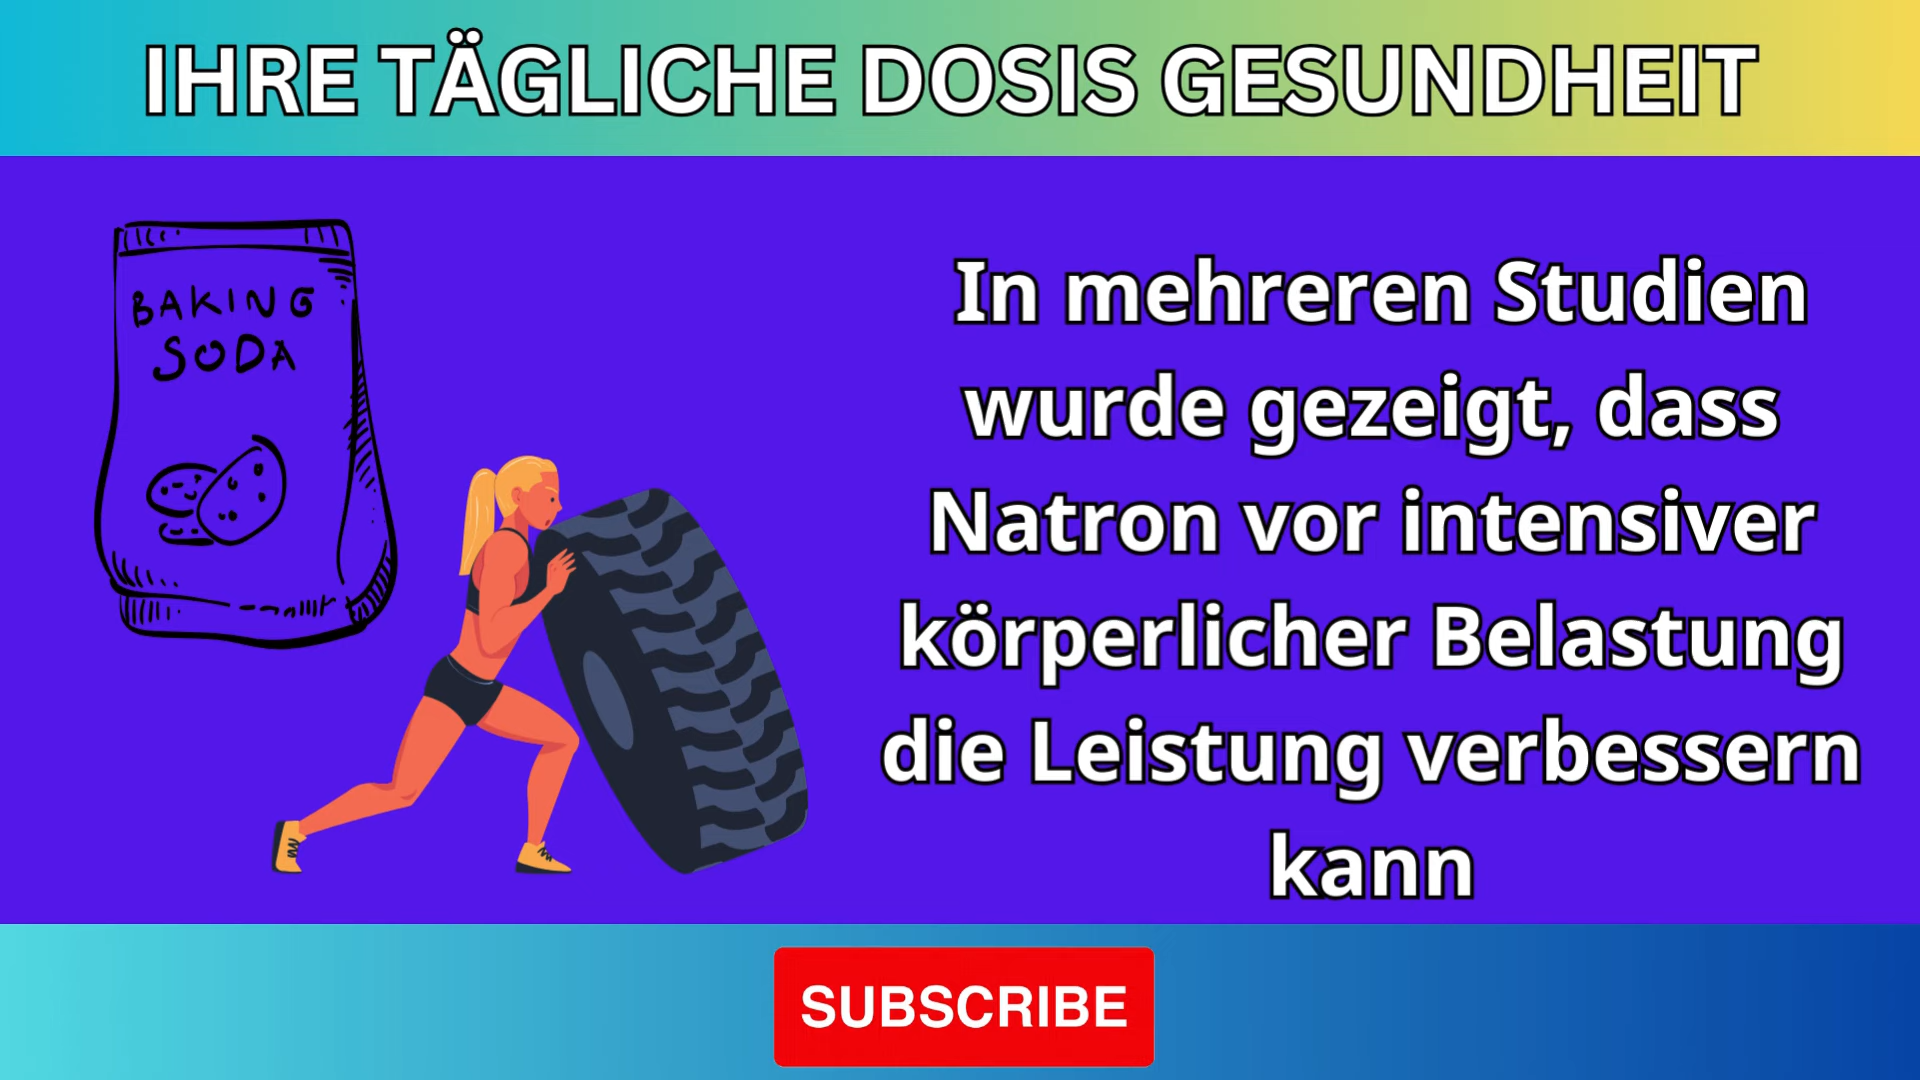 IHRE TÄGLICHE DOSIS GESUNDHEIT
BAKING
SODA
In mehreren Studien
wurde gezeigt, dass
Natron vor intensiver
körperlicher Belastung
die Leistung verbessern
kann
SUBSCRIBE